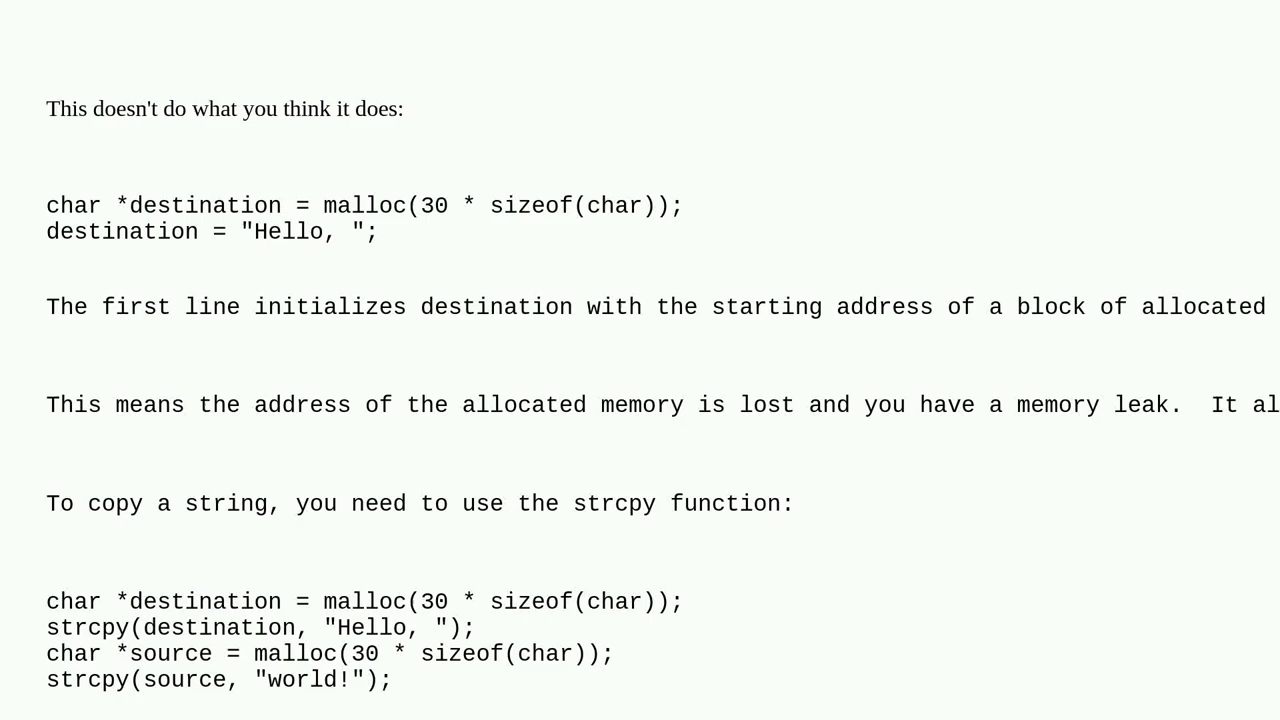 This doesn't do what you think it does:
char *destination = malloc(30 * sizeof(char));
destination = "Hello, ";
The first line initializes destination with the starting address of a block of allocated
This means the address of the allocated memory is lost and you have a memory leak.  It
To copy a string, you need to use the strcpy function:
char *destination = malloc(30 * sizeof(char));
strcpy(destination, "Hello, ");
char *source = malloc(30 * sizeof(char));
strcpy(source, "world!");